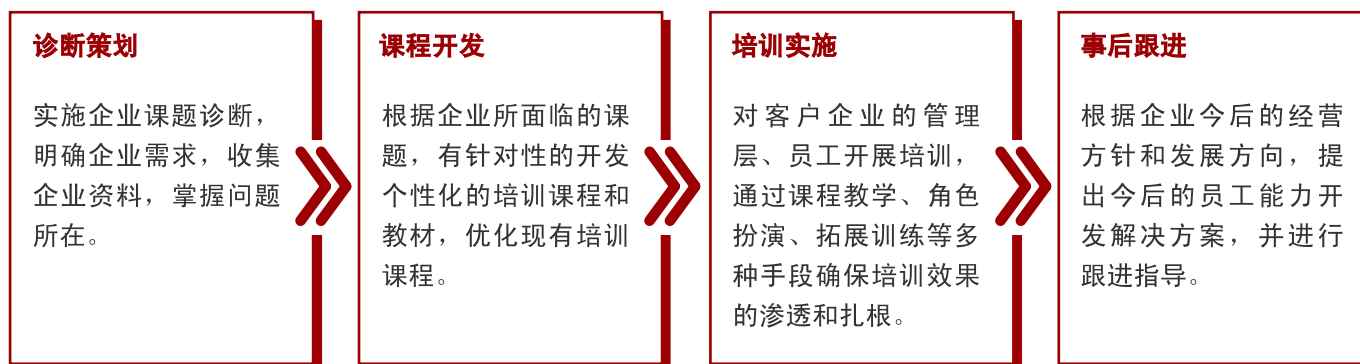 诊断策划
实施企业课题诊断，
明确企业需求，收集
企业资料，掌握问题
所在。
课程开发
根据企业所面临的课
题，有针对性的开发
个性化的培训课程和
教材，优化现有培训
课程。
培训实施
对客户企业的管理
层、员工开展培训，
通过课程教学、角色
扮演、拓展训练等多
种手段确保培训效果
的渗透和扎根。
事后跟进
根据企业今后的经营
方针和发展方向，提
出今后的员工能力开
发解决方案，并进行
跟进指导。